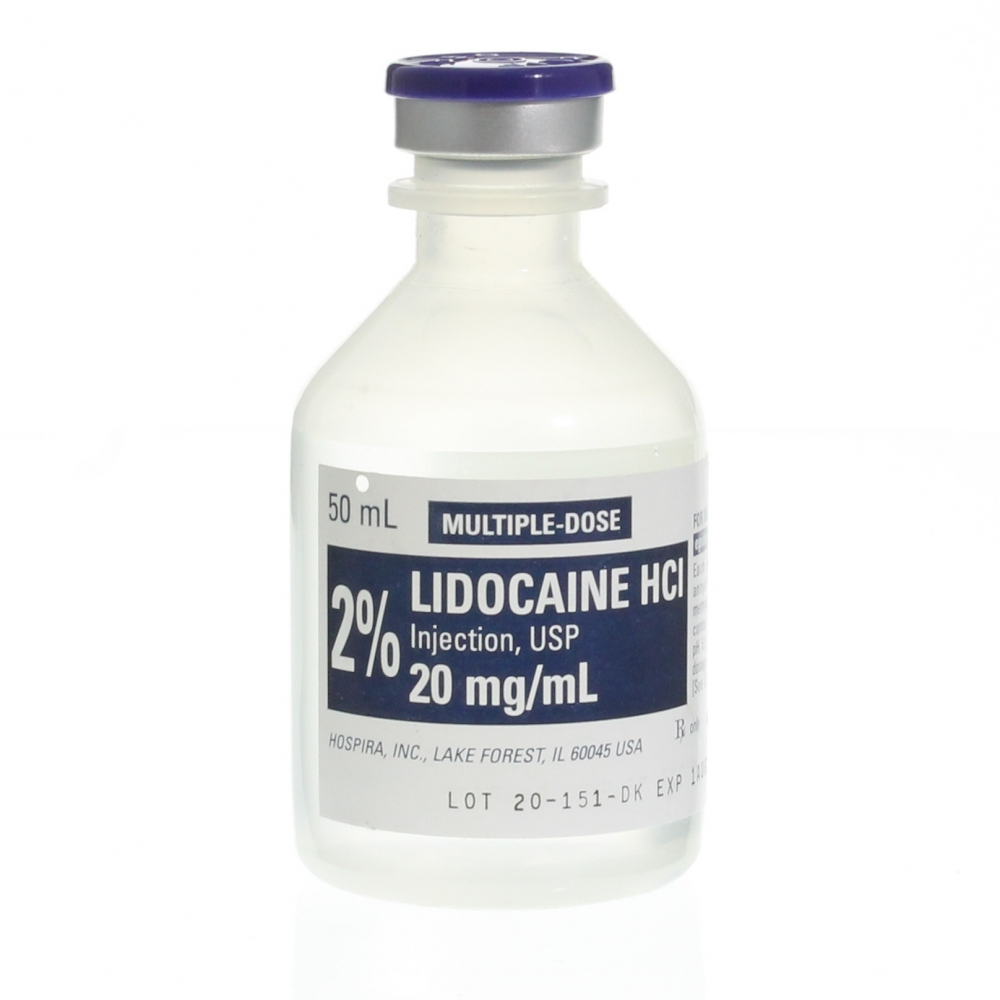 50 mL
MULTIPLE-DOSE
2%
LIDOCAINE HCl
Injection, USP
20 mg/mL
℞
HOSPIRA, INC., LAKE FOREST, IL 60045 USA
LOT 20-151-DK EXP